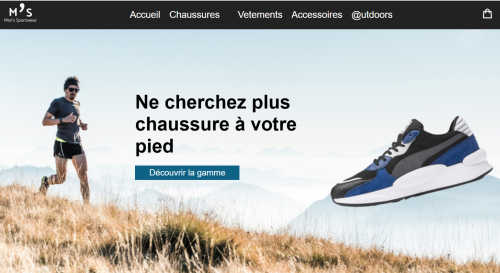 M'S
Men's Sportswear
Accueil Chaussures Vetements Accessoires @utdoors
Ne cherchez plus
chaussure à votre
pied
Découvrir la gamme